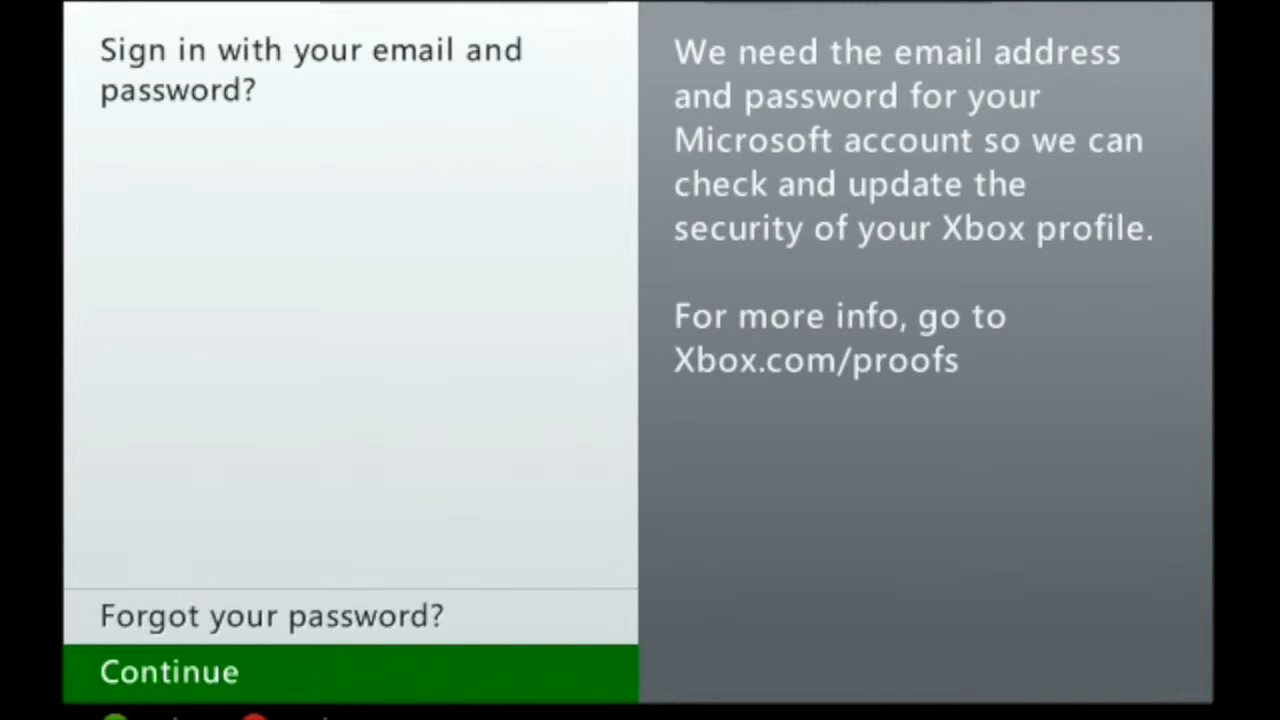 Sign in with your email and
password?
Forgot your password?
Continue
We need the email address
and password for your
Microsoft account so we can
check and update the
security of your Xbox profile.
For more info, go to
Xbox.com/proofs